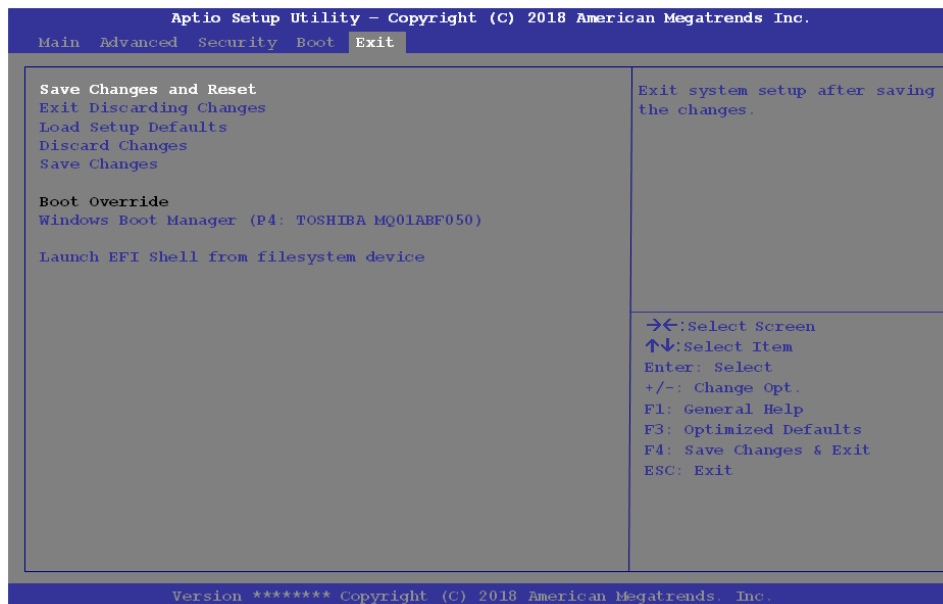 Aptio Setup Utility – Copyright (C) 2018 American Megatrends Inc.
Main Advanced Security Boot Exit
Save Changes and Reset
Exit Discarding Changes
Load Setup Defaults
Discard Changes
Save Changes
Boot Override
Windows Boot Manager (P4: TOSHIBA MQ01ABF050)
Launch EFI Shell from filesystem device
Exit system setup after saving
the changes.
→←:Select Screen
↑↓:Select Item
Enter: Select
+/-: Change Opt.
F1: General Help
F3: Optimized Defaults
F4: Save Changes & Exit
ESC: Exit
Version ******** Copyright (C) 2018 American Megatrends. Inc.